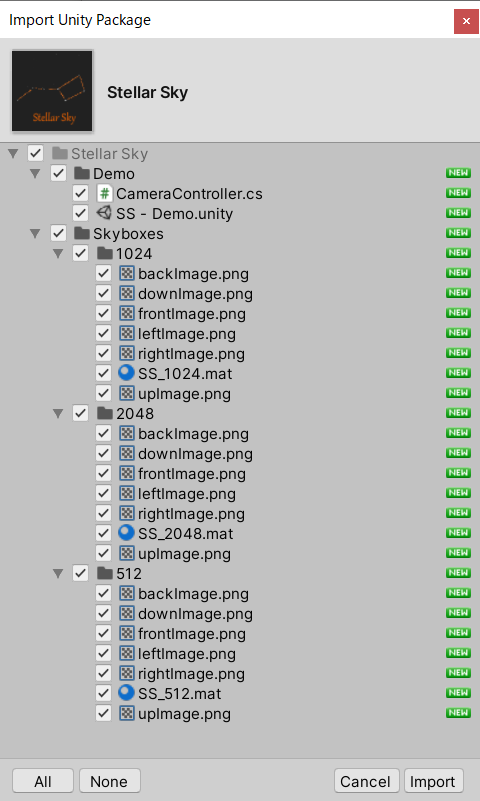 Import Unity Package
Stellar Sky
Stellar Sky
Stellar Sky
Demo NEW
CameraController.cs NEW
SS - Demo.unity NEW
Skyboxes NEW
1024 NEW
backImage.png NEW
downImage.png NEW
frontImage.png NEW
leftImage.png NEW
rightImage.png NEW
SS_1024.mat NEW
upImage.png NEW
2048 NEW
backImage.png NEW
downImage.png NEW
frontImage.png NEW
leftImage.png NEW
rightImage.png NEW
SS_2048.mat NEW
upImage.png NEW
512 NEW
backImage.png NEW
downImage.png NEW
frontImage.png NEW
leftImage.png NEW
rightImage.png NEW
SS_512.mat NEW
upImage.png NEW
All None Cancel Import